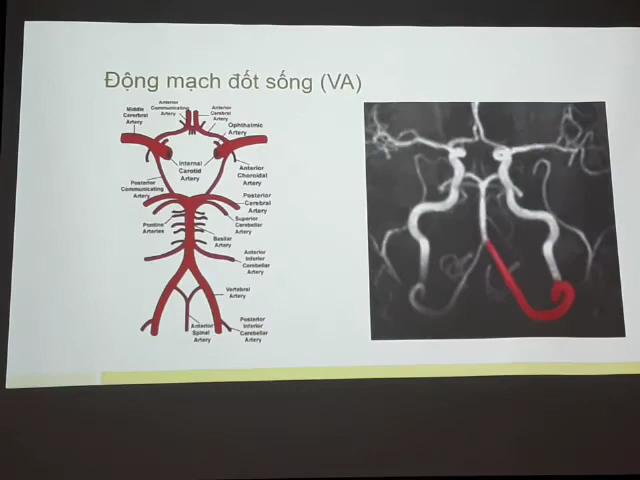 Động mạch đốt sống (VA)
Anterior
Communicating
Artery
Anterior
Cerebral
Artery
Middle
Cerebral
Artery
Ophthalmic
Artery
Internal
Carotid
Artery
Anterior
Choroidal
Artery
Posterior
Communicating
Artery
Posterior
Cerebral
Artery
Superior
Cerebellar
Artery
Pontine
Arteries
Basilar
Artery
Anterior
Inferior
Cerebellar
Artery
Vertebral
Artery
Anterior
Spinal
Artery
Posterior
Inferior
Cerebellar
Artery